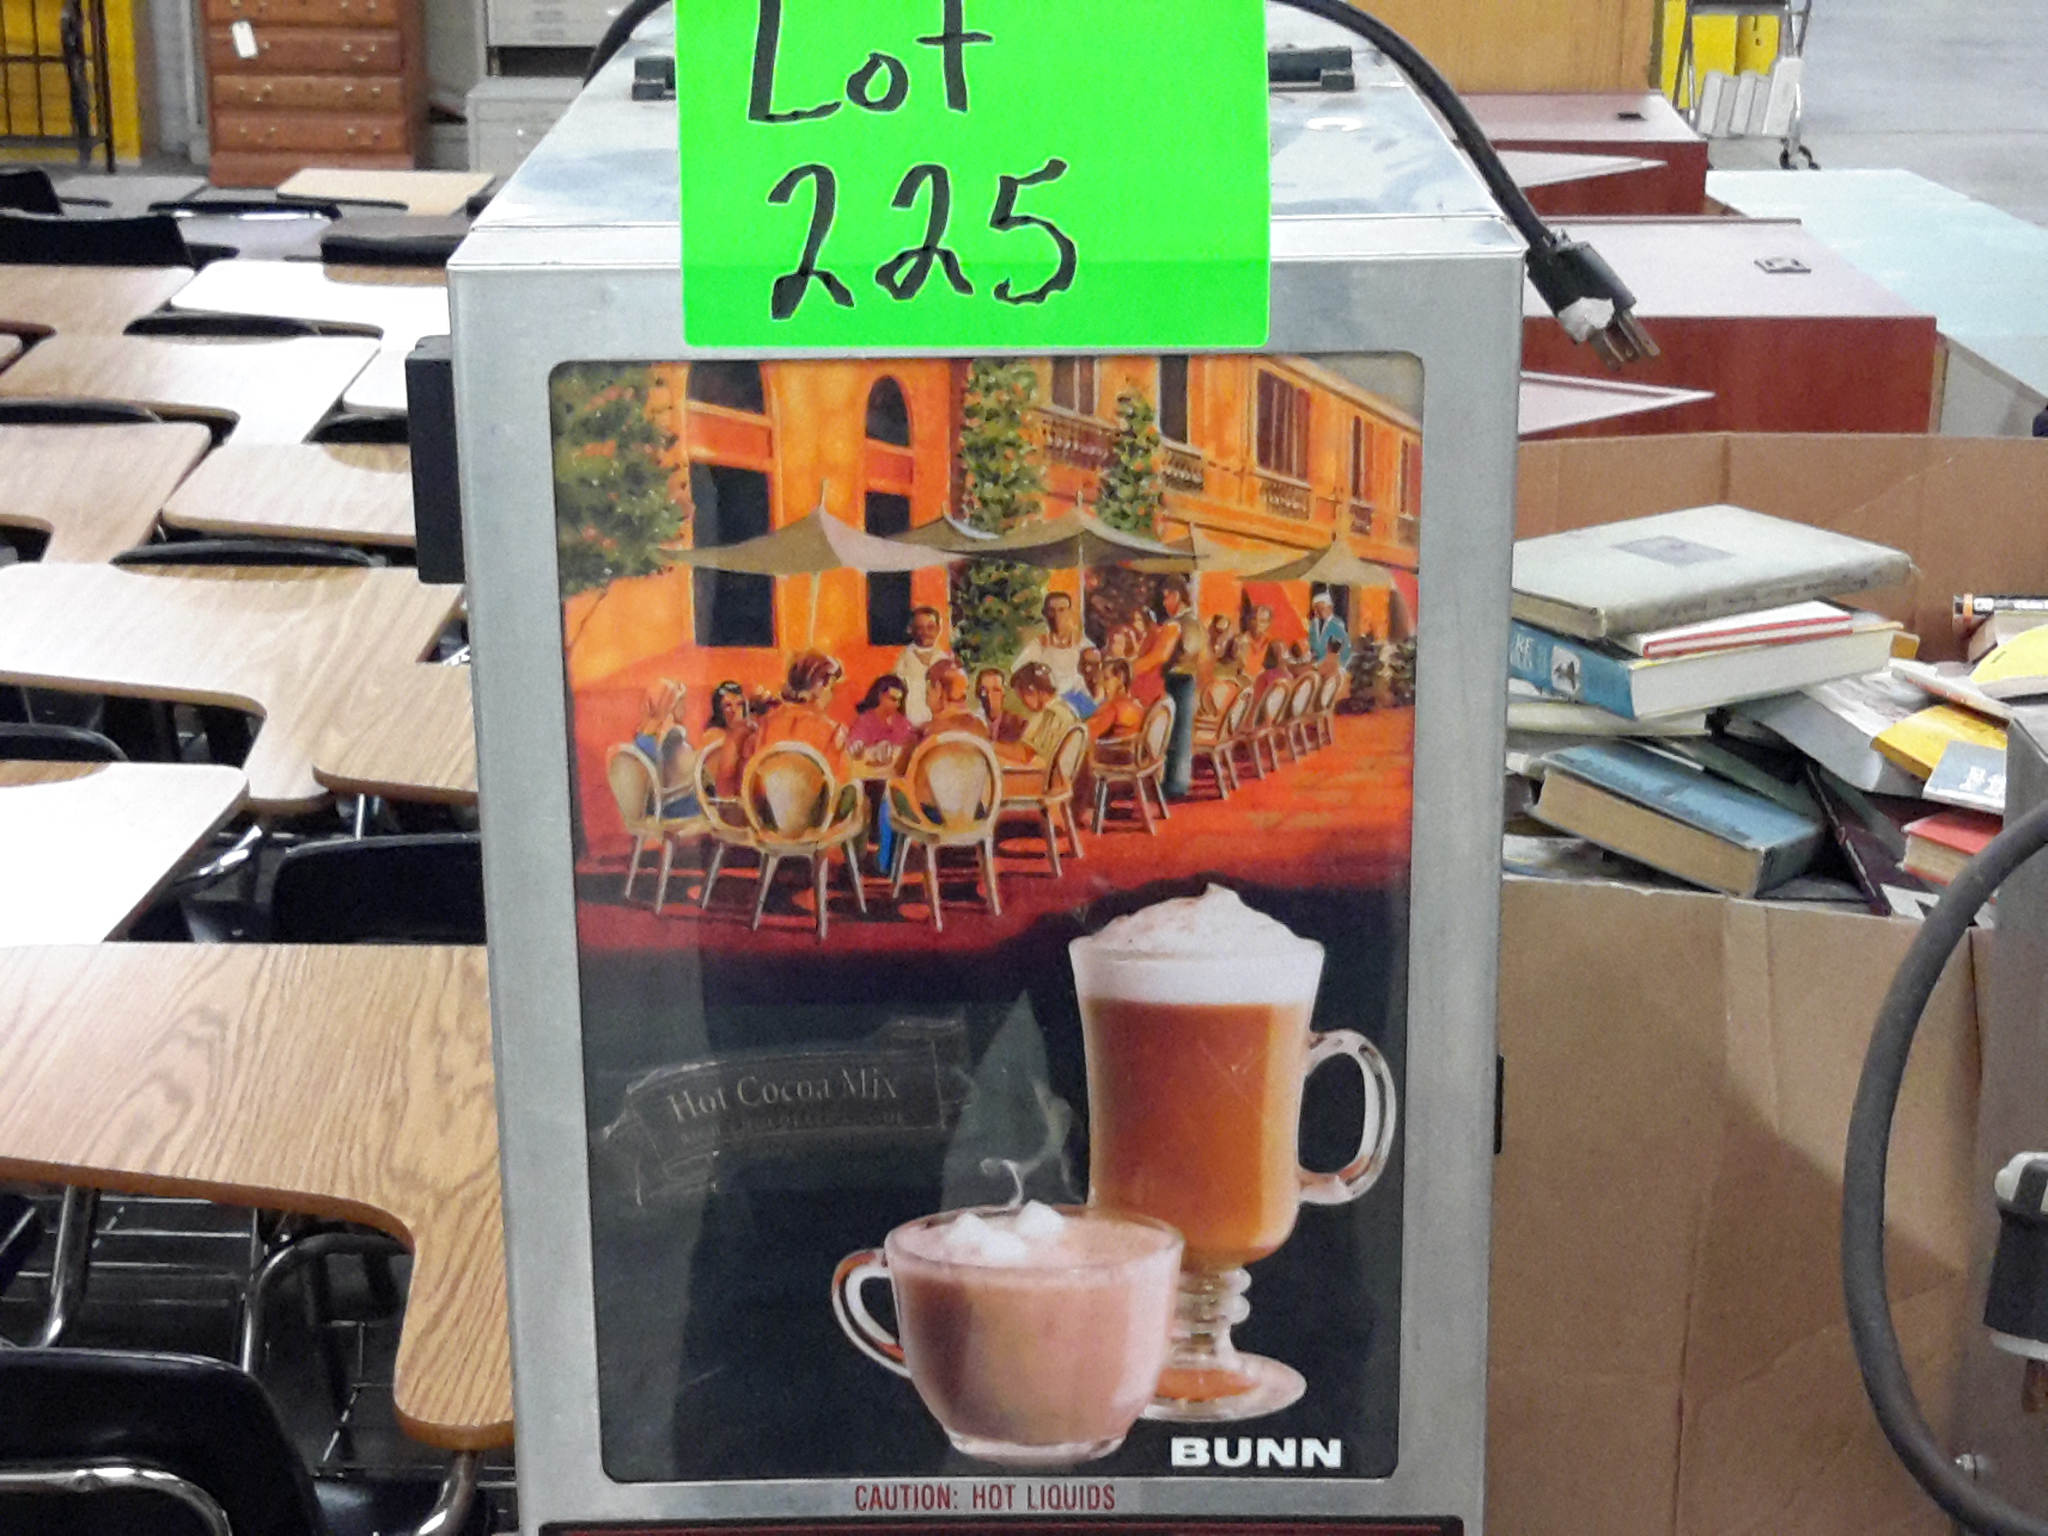 Lot
225
Hot Cocoa Mix
BUNN
CAUTION: HOT LIQUIDS